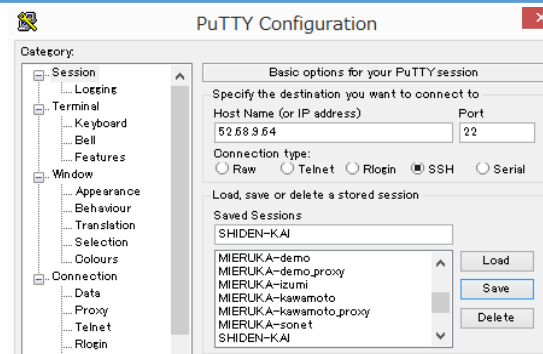 PuTTY Configuration
Category:
Session
Logging
Terminal
Keyboard
Bell
Features
Window
Appearance
Behaviour
Translation
Selection
Colours
Connection
Data
Proxy
Telnet
Rlogin
Basic options for your PuTTY session
Specify the destination you want to connect to
Host Name (or IP address) Port
52.68.9.64 22
Connection type:
Raw Telnet Rlogin SSH Serial
Load, save or delete a stored session
Saved Sessions
SHIDEN-KAI
MIERUKA-demo
MIERUKA-demo_proxy
MIERUKA-izumi
MIERUKA-kawamoto
MIERUKA-kawamoto_proxy
MIERUKA-sonet
SHIDEN-KAI
Load
Save
Delete